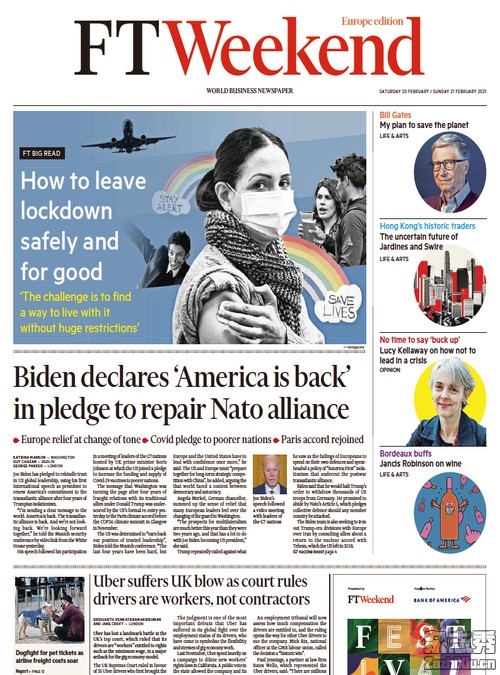 Europe edition
FTWeekend
WORLD BUSINESS NEWSPAPER
SATURDAY 20 FEBRUARY / SUNDAY 21 FEBRUARY 2021
FT BIG READ
How to leave
lockdown
safely and
for good
‘The challenge is to find
a way to live with it
without huge restrictions’
STAY
ALERT
SAVE
LIVES
Bill Gates
My plan to save the planet
LIFE & ARTS
Hong Kong's historic traders
The uncertain future of
Jardines and Swire
LIFE & ARTS
No time to say ‘buck up’
Lucy Kellaway on how not to
lead in a crisis
OPINION
Bordeaux buffs
Jancis Robinson on wine
LIFE & ARTS
Biden declares ‘America is back’
in pledge to repair Nato alliance
Europe relief at change of tone
Covid pledge to poorer nations
Paris accord rejoined
KATRINA MANSON — WASHINGTON
GUY CHAZAN — BERLIN
GEORGE PARKER — LONDON
Joe Biden has pledged to rekindle trust
in US global leadership, using his first
international speech as president to
renew America's commitment to the
transatlantic alliance after four years of
Trumpian isolationism.
“I'm sending a clear message to the
world. America is back. The transatlan-
tic alliance is back. And we're not look-
ing back. We're looking forward
together,” he told the Munich security
conference by video link from the White
House yesterday.
His speech followed his participation
in a meeting of leaders of the G7 nations
hosted by UK prime minister Boris
Johnson at which the US joined a pledge
to increase the funding and supply of
Covid-19 vaccines to poorer nations.
The message that Washington was
turning the page after four years of
fraught relations with its traditional
allies under Donald Trump was under-
scored by the US's formal re-entry yes-
terday to the Paris climate accord before
the COP26 climate summit in Glasgow
in November.
The US was determined to “earn back
our position of trusted leadership”,
Biden told the Munich conference. “The
last four years have been hard, but
Europe and the United States have to
lead with confidence once more,” he
said. The US and Europe must “prepare
together for long-term strategic compe-
tition with China”, he added, arguing that
the world faced a contest between
democracy and autocracy.
Angela Merkel, German chancellor,
summed up the sense of relief that
many European leaders feel over the
changing of the guard in Washington.
“The prospects for multilateralism
are much better this year than they were
two years ago, and that has a lot to do
with Joe Biden becoming US president,”
she said.
Trump repeatedly railed against what
Joe Biden's
speech followed
a video meeting
with leaders of
the G7 nations
he saw as the failings of Europeans to
spend on their own defences and spear-
headed a policy of “America First” pola-
transatlantic alliance.
Biden said that he would halt Trump's
order to withdraw thousands of US
troops from Germany. He promised to
abide by Nato's Article 5, which pledges
collective defence should any member
country be attacked.
The Biden team is also seeking to iron
out Trump-era divisions with Europe
over Iran by consulting allies about a
return to the nuclear accord with
Tehran, which the US left in 2018.
G7 vaccine boost page 4
Dogfight for pet tickets as
airline freight costs soar
Report — PAGE 12
Uber suffers UK blow as court rules
drivers are workers, not contractors
SIDDHARTH VENKATARAMAKRISHNAN
AND JANE CROFT — LONDON
Uber has lost a landmark battle at the
UK's top court, which ruled that its
drivers are “workers” entitled to rights
such as the minimum wage, in a major
setback for the gig economy model.
The UK Supreme Court ruled in favour
of 35 Uber drivers who first brought the
The judgment is one of the most
important defeats that Uber has
suffered in its global fight over the
employment status of its drivers, who
have come to symbolise the flexibility
and stresses of gig economy work.
Last November, Uber spent heavily on
a campaign to dilute new workers'
rights laws in California. A public vote in
the state allowed the company and its
An employment tribunal will now
assess how much compensation the
drivers are entitled to, and the ruling
opens the way for other Uber drivers to
sue the company. Mick Rix, national
officer at the GMB labour union, called
the decision a “historic win”.
Paul Jennings, a partner at law firm
Bates Wells, which represented the
Uber drivers, said: “There are millions
Presented by
FTWeekend
BANK OF AMERICA
FES